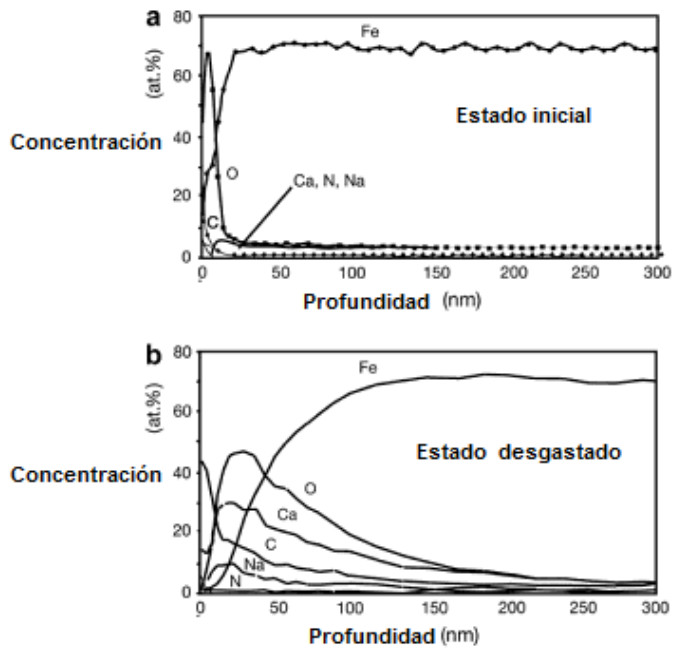 a
80
Fe
(at.%)
60
Concentración
Estado inicial
40
O
Ca, N, Na
20
C
0
0 50 100 150 200 250 300
Profundidad (nm)
b
80
Fe
(at.%)
60
Concentración
Estado desgastado
40
O
Ca
20
C
Na
N
0
0 50 100 150 200 250 300
Profundidad (nm)